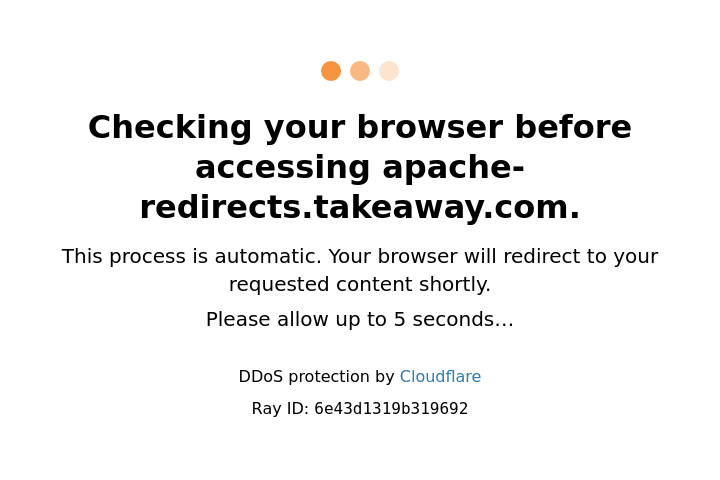 Checking your browser before
accessing apache-
redirects.takeaway.com.
This process is automatic. Your browser will redirect to your
requested content shortly.
Please allow up to 5 seconds…
DDoS protection by Cloudflare
Ray ID: 6e43d1319b319692